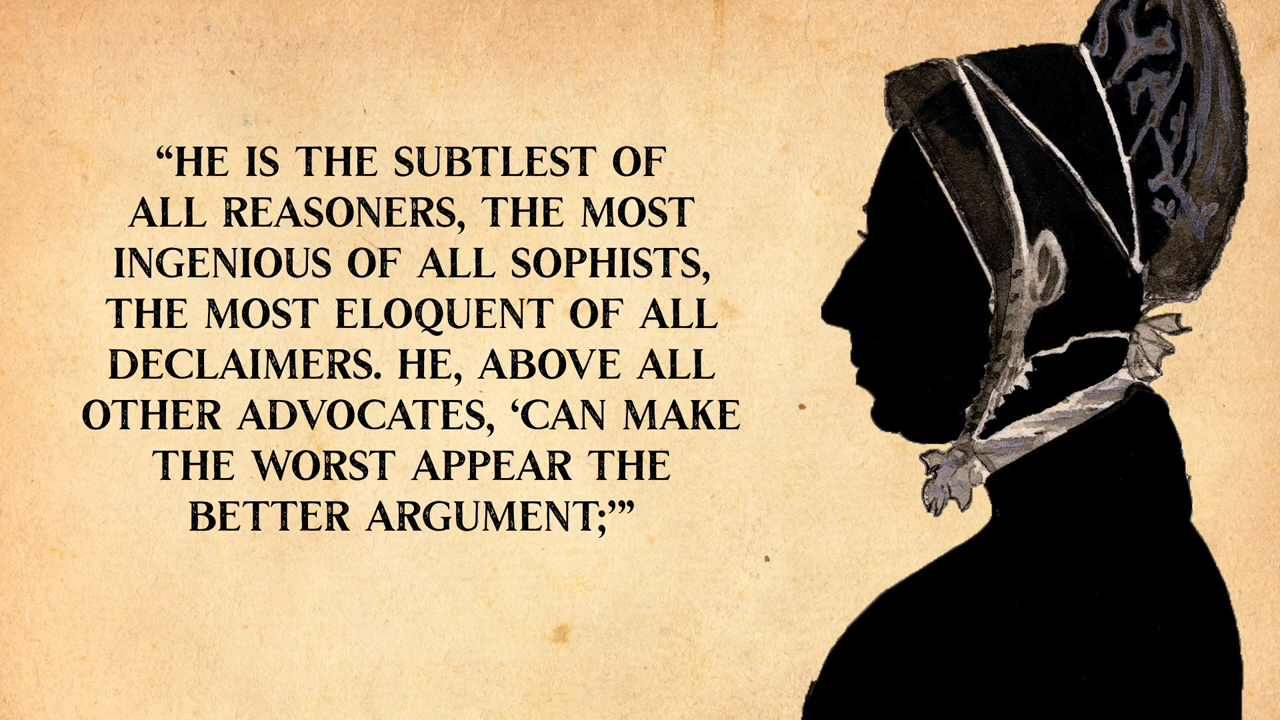 “HE IS THE SUBTLEST OF
ALL REASONERS, THE MOST
INGENIOUS OF ALL SOPHISTS,
THE MOST ELOQUENT OF ALL
DECLAIMERS. HE, ABOVE ALL
OTHER ADVOCATES, ‘CAN MAKE
THE WORST APPEAR THE
BETTER ARGUMENT;’”